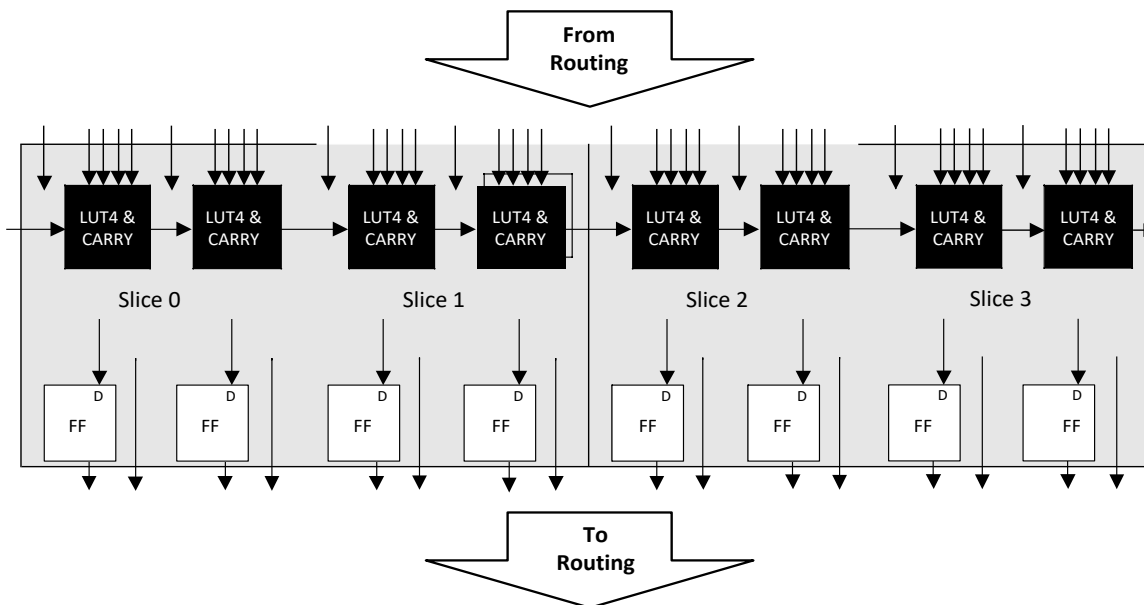 From
Routing
LUT4 &
CARRY
LUT4 &
CARRY
LUT4 &
CARRY
LUT4 &
CARRY
LUT4 &
CARRY
LUT4 &
CARRY
LUT4 &
CARRY
LUT4 &
CARRY
Slice 0
Slice 1
Slice 2
Slice 3
D
FF
D
FF
D
FF
D
FF
D
FF
D
FF
D
FF
D
FF
To
Routing